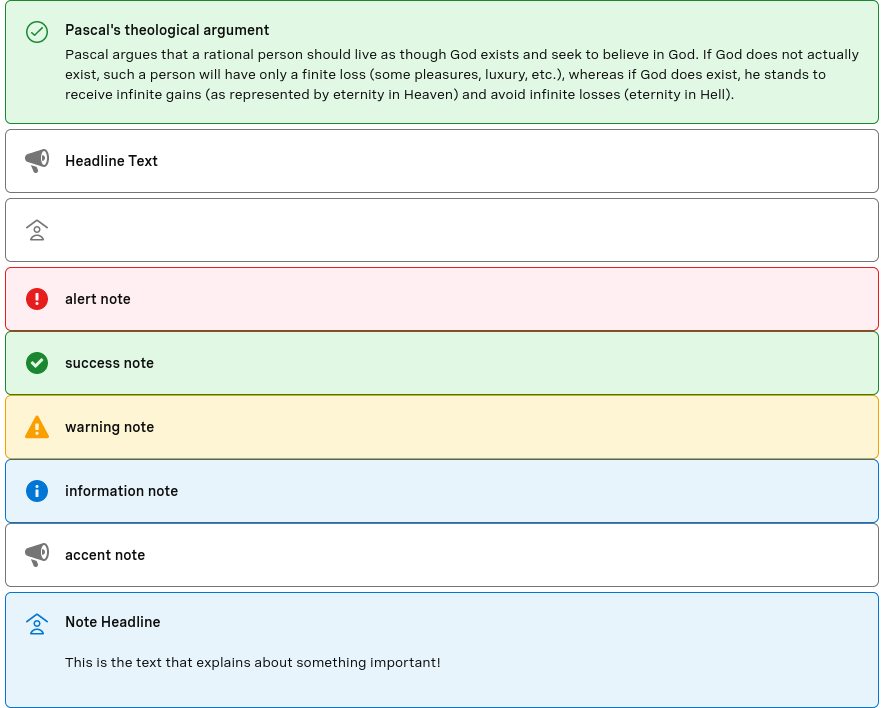 Pascal's theological argument
Pascal argues that a rational person should live as though God exists and seek to believe in God. If God does not actually
exist, such a person will have only a finite loss (some pleasures, luxury, etc.), whereas if God does exist, he stands to
receive infinite gains (as represented by eternity in Heaven) and avoid infinite losses (eternity in Hell).
Headline Text
alert note
success note
warning note
information note
accent note
Note Headline
This is the text that explains about something important!